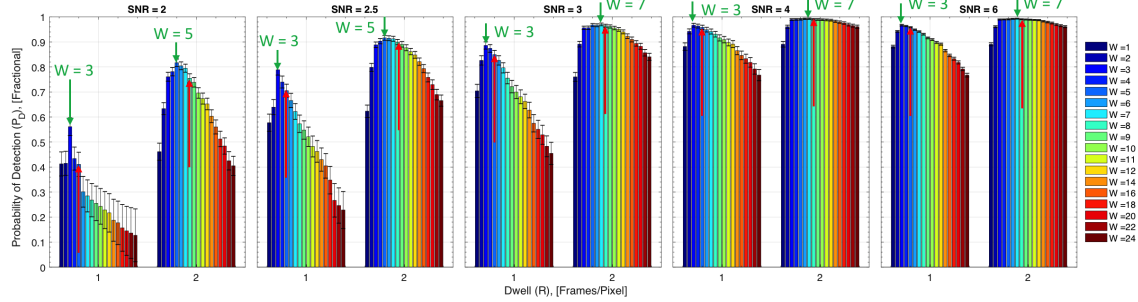 SNR = 2
SNR = 2.5
SNR = 3
SNR = 4
SNR = 6
W = 3
W = 5
W = 3
W = 5
W = 3
W = 7
W = 3
W = 7
W = 3
W = 7
Probability of Detection (P_D), [Fractional]
1
0.9
0.8
0.7
0.6
0.5
0.4
0.3
0.2
0.1
0
1
2
1
2
1
2
1
2
1
2
Dwell (R), [Frames/Pixel]
W =1
W =2
W =3
W =4
W =5
W =6
W =7
W =8
W =9
W =10
W =11
W =12
W =14
W =16
W =18
W =20
W =22
W =24